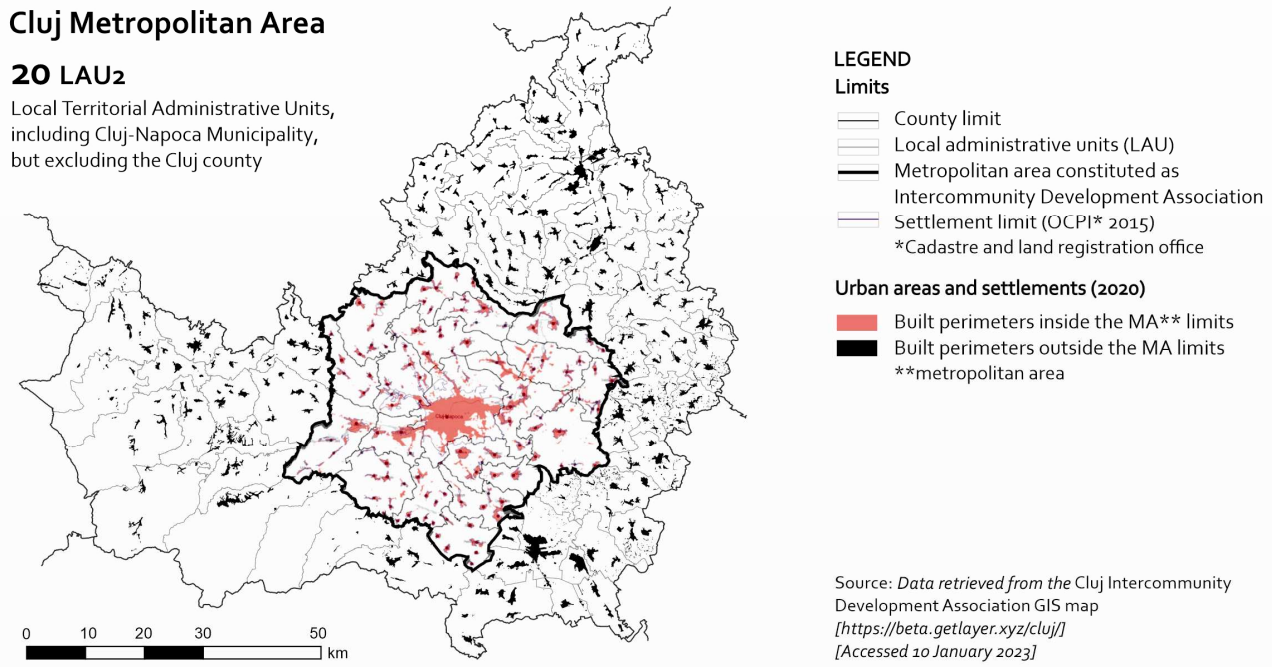 Cluj Metropolitan Area
20 LAU2
Local Territorial Administrative Units,
including Cluj-Napoca Municipality,
but excluding the Cluj county
LEGEND
Limits
County limit
Local administrative units (LAU)
Metropolitan area constituted as
Intercommunity Development Association
Settlement limit (OCPI* 2015)
*Cadastre and land registration office
Urban areas and settlements (2020)
Built perimeters inside the MA** limits
Built perimeters outside the MA limits
**metropolitan area
Cluj-Napoca
Source: Data retrieved from the Cluj Intercommunity
Development Association GIS map
[https://beta.getlayer.xyz/cluj/]
[Accessed 10 January 2023]
0 10 20 30 50
km